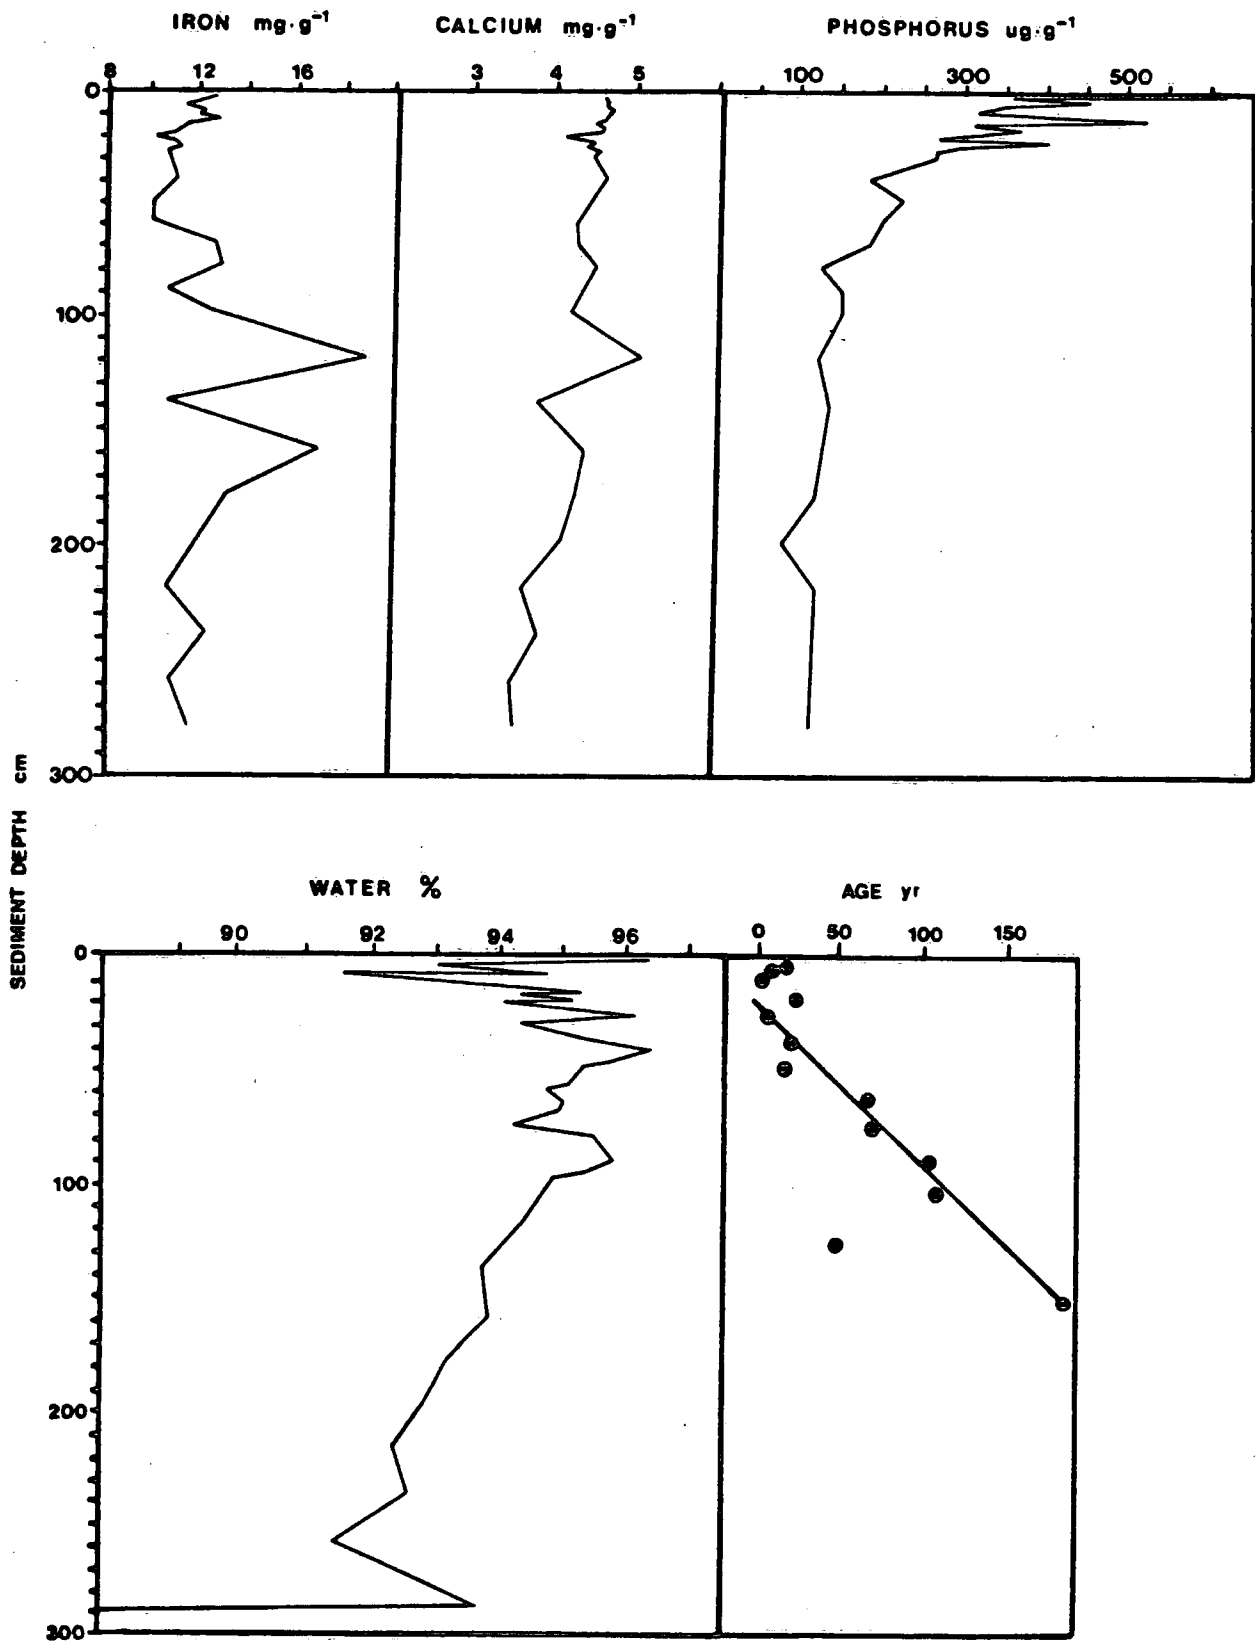 IRON mg·g⁻¹ CALCIUM mg·g⁻¹ PHOSPHORUS ug·g⁻¹
8 12 16 3 4 5 100 300 500
0
100
200
300
SEDIMENT DEPTH cm
WATER % AGE yr
90 92 94 96 0 50 100 150
0
100
200
300